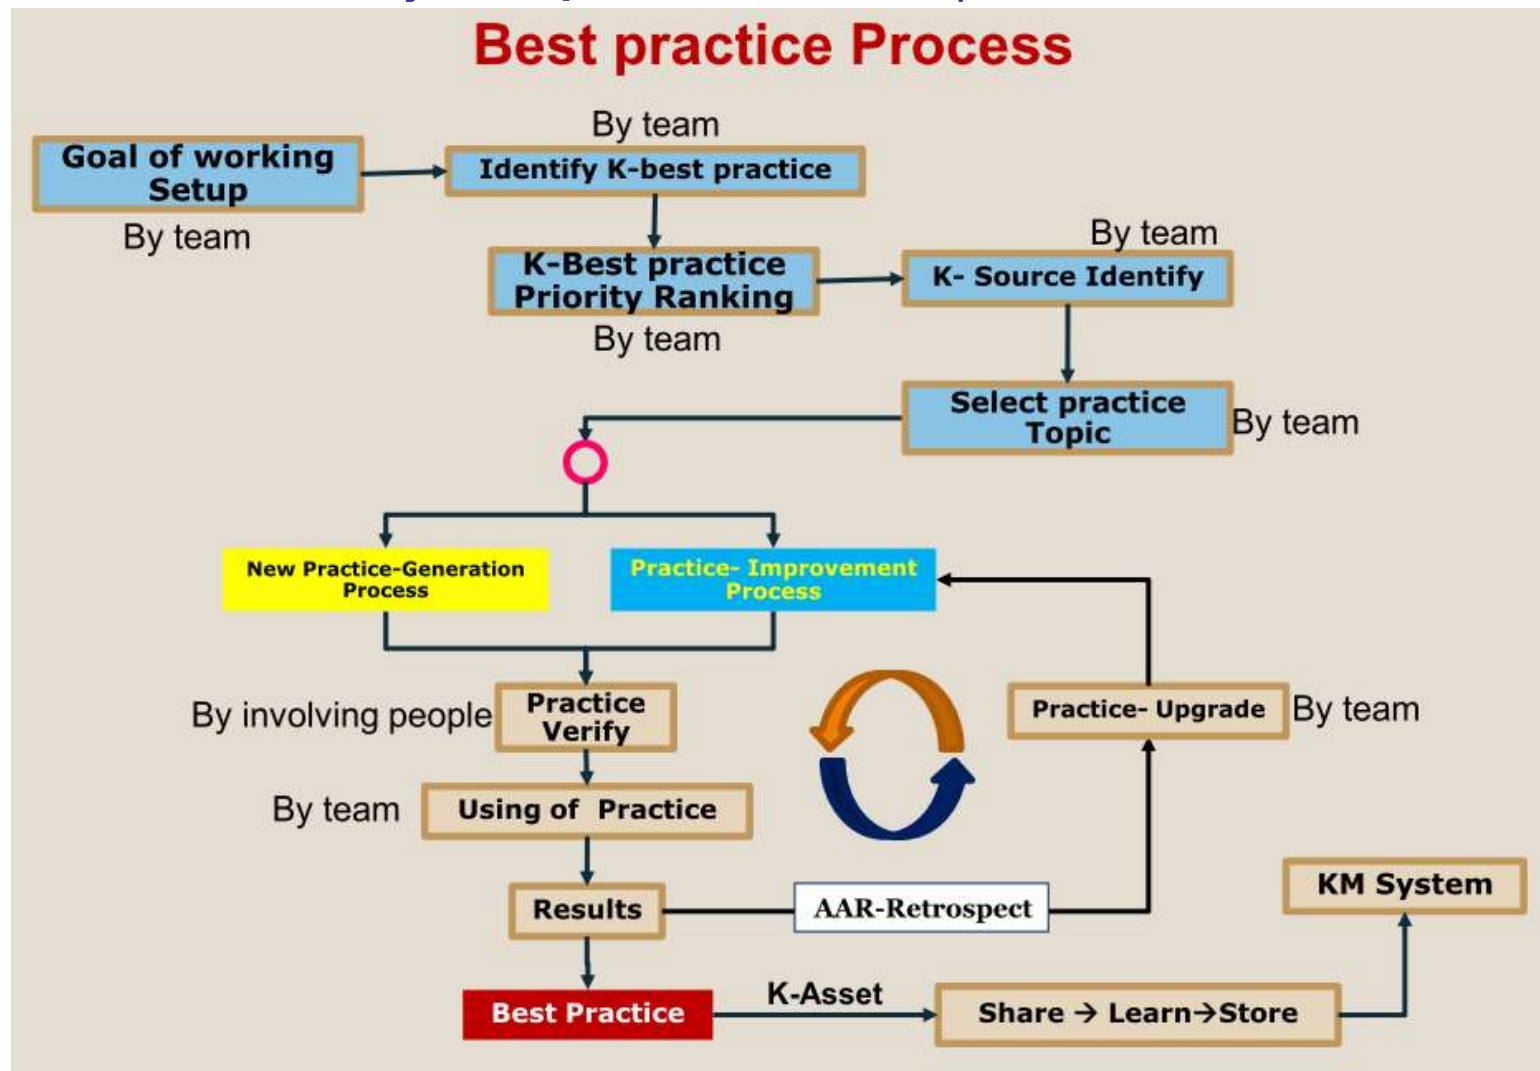 Best practice Process
By team
Goal of working
Setup
Identify K-best practice
By team
By team
K-Best practice
Priority Ranking
K- Source Identify
By team
Select practice
Topic
By team
New Practice-Generation
Process
Practice- Improvement
Process
By involving people
Practice
Verify
Practice- Upgrade
By team
By team
Using of  Practice
KM System
Results
AAR-Retrospect
K-Asset
Best Practice
Share → Learn→Store